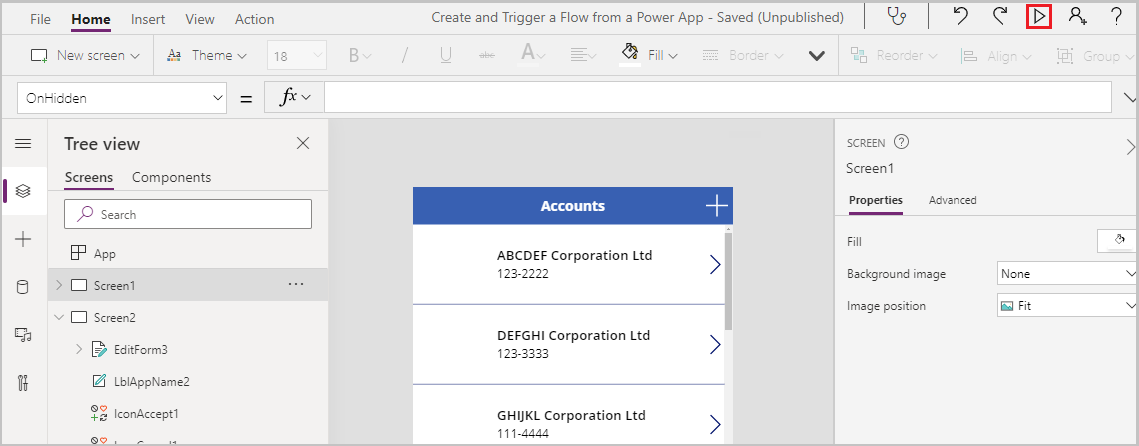 File Home Insert View Action Create and Trigger a Flow from a Power App - Saved (Unpublished) ?
New screen Theme 18 B / U abc A Fill Border Reorder Align Group
OnHidden = fx
Tree view
Screens Components
Search
App
Screen1 ...
Screen2
EditForm3
LblAppName2
IconAccept1
Accounts
ABCDEF Corporation Ltd
123-2222
DEFGHI Corporation Ltd
123-3333
GHIJKL Corporation Ltd
111-4444
SCREEN ?
Screen1
Properties Advanced
Fill
Background image None
Image position Fit